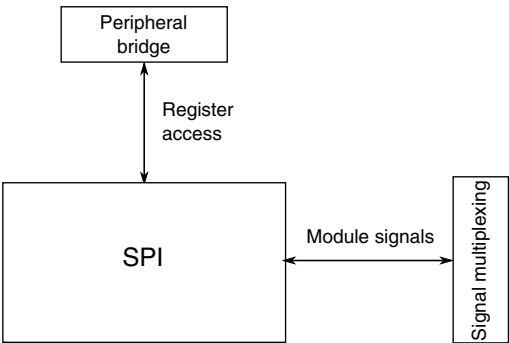 Peripheral
bridge
Register
access
SPI
Module signals
Signal multiplexing